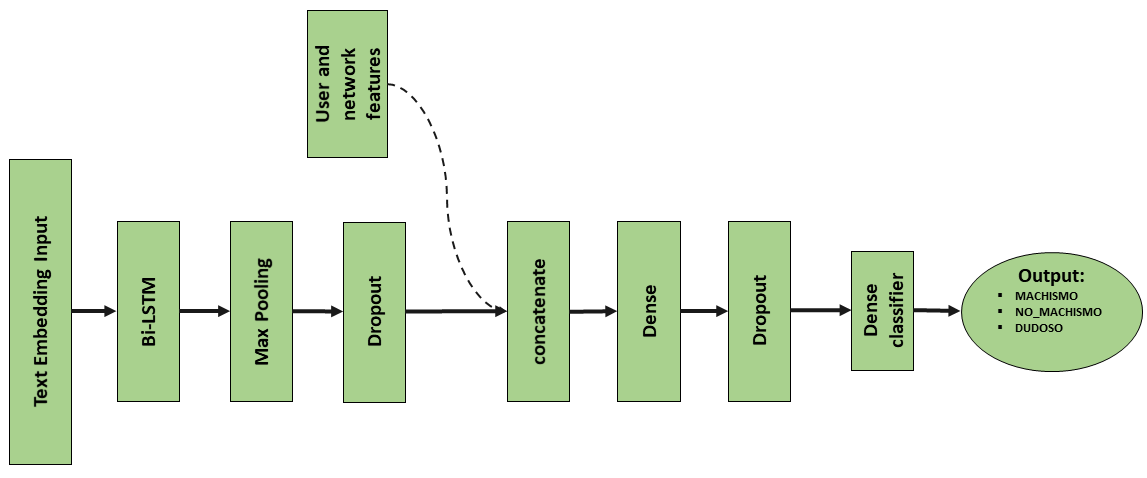 User and
network
features
Text Embedding Input
Bi-LSTM
Max Pooling
Dropout
concatenate
Dense
Dropout
Dense
classifier
Output:
▪ MACHISMO
▪ NO_MACHISMO
▪ DUDOSO